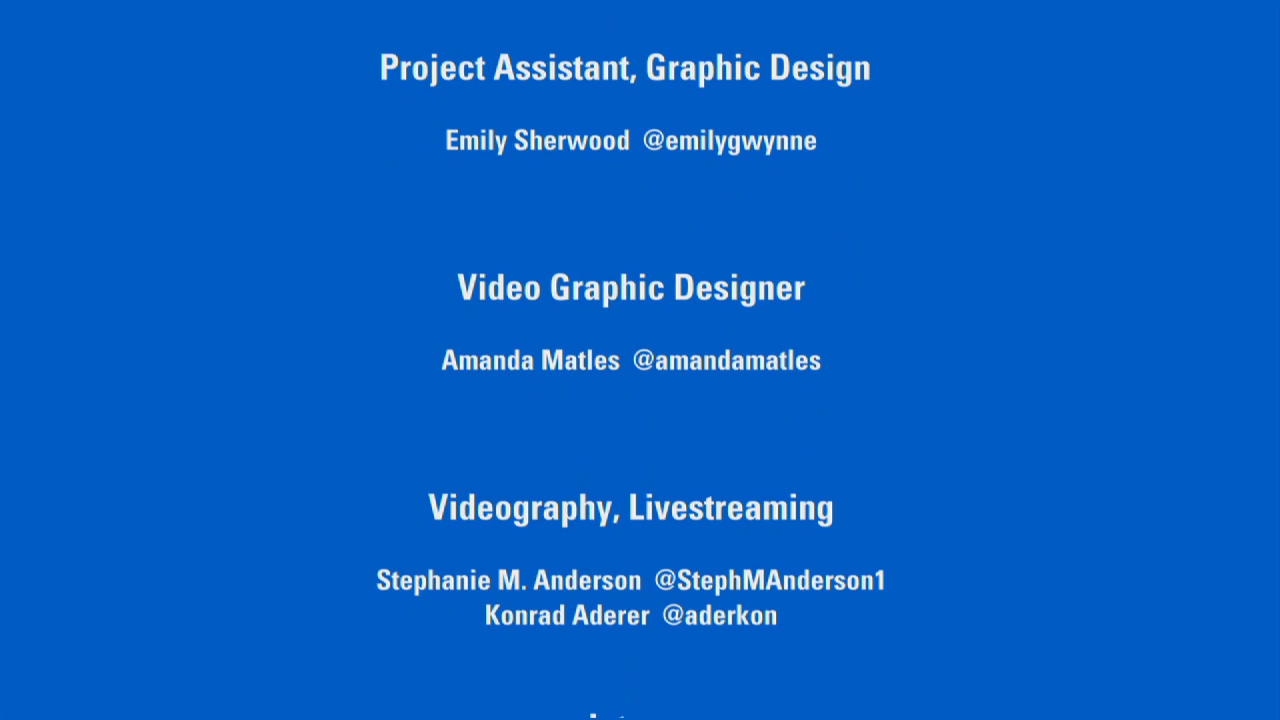 Project Assistant, Graphic Design
Emily Sherwood @emilygwynne
Video Graphic Designer
Amanda Matles @amandamatles
Videography, Livestreaming
Stephanie M. Anderson @StephMAnderson1
Konrad Aderer @aderkon